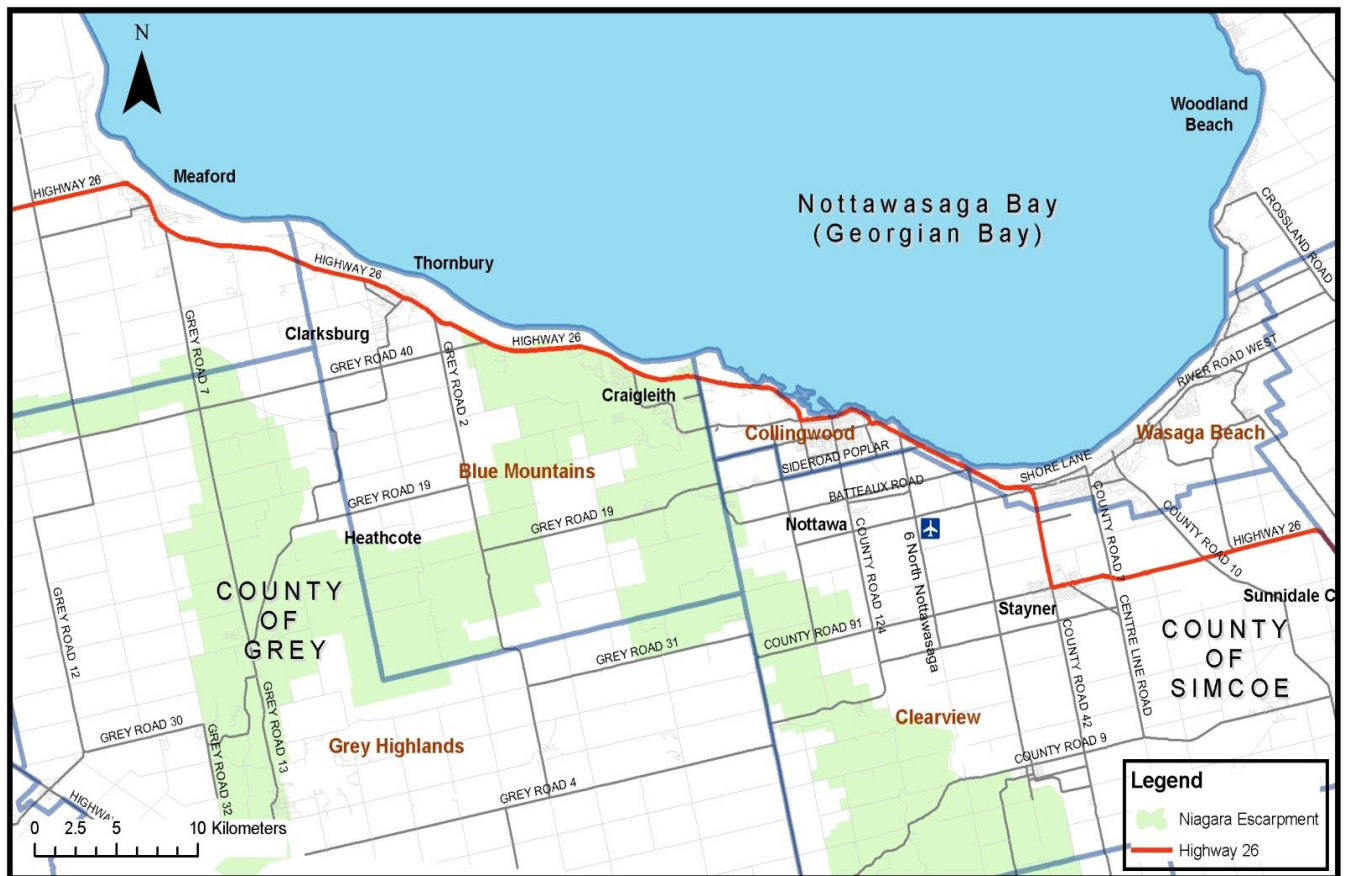 N
Woodland
Beach
Meaford
HIGHWAY 26
Nottawasaga Bay
(Georgian Bay)
CROSSLAND ROAD
Thornbury
HIGHWAY 26
Clarksburg
HIGHWAY 26
GREY ROAD 7
GREY ROAD 40
GREY ROAD 2
RIVER ROAD WEST
Craigleith
Collingwood
Wasaga Beach
SIDEROAD POPLAR
Blue Mountains
SHORE LANE
BATTEAUX ROAD
GREY ROAD 19
GREY ROAD 19
Nottawa
COUNTY ROAD 7
COUNTY ROAD 10
HIGHWAY 26
Heathcote
6 North Nottawasaga
COUNTY ROAD 124
COUNTY
OF
GREY
Stayner
Sunnidale C
GREY ROAD 12
COUNTY ROAD 91
GREY ROAD 31
COUNTY ROAD 42
CENTRE LINE ROAD
COUNTY
OF
SIMCOE
Clearview
GREY ROAD 30
GREY ROAD 13
Grey Highlands
COUNTY ROAD 9
GREY ROAD 32
GREY ROAD 4
HIGHWA
0 2.5 5 10 Kilometers
Legend
Niagara Escarpment
Highway 26